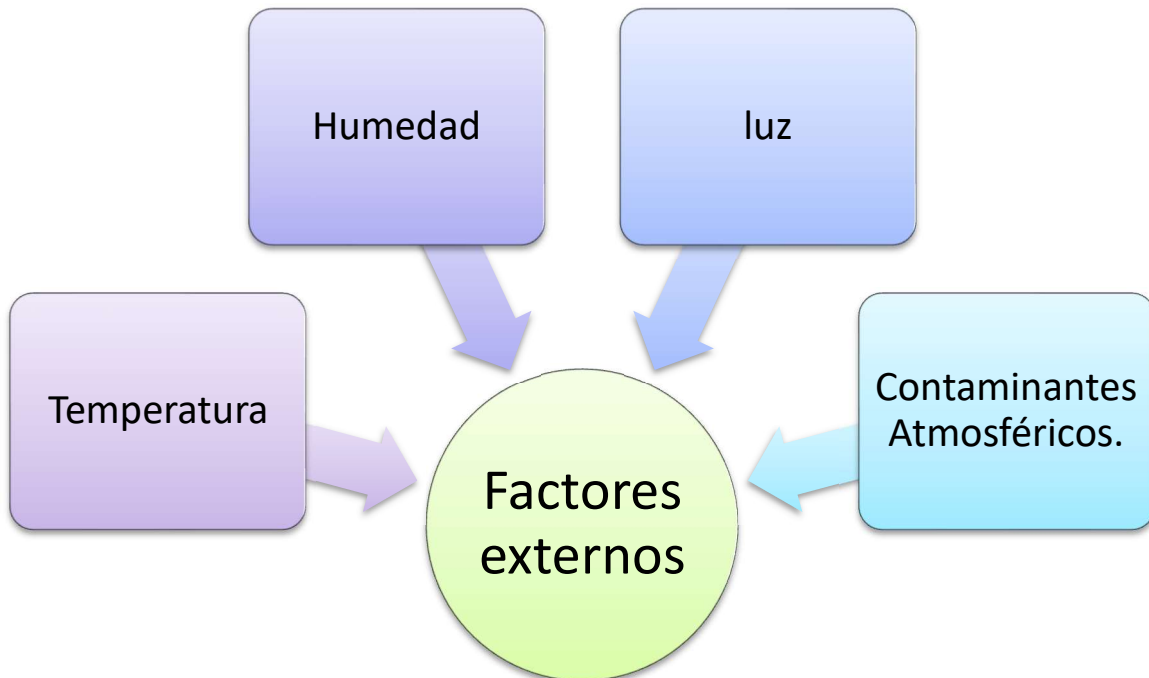 Humedad
luz
Temperatura
Contaminantes
Atmosféricos.
Factores
externos